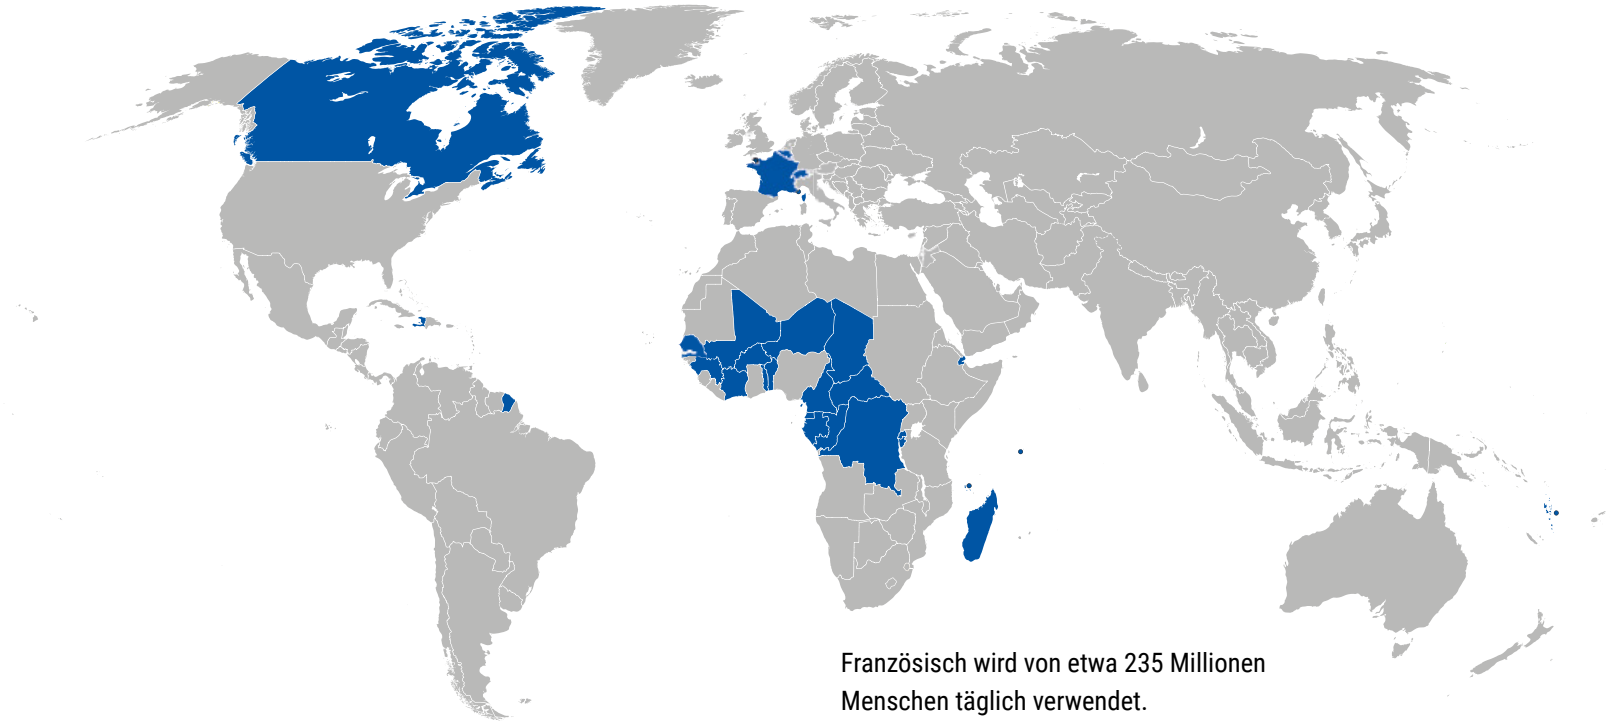 Französisch wird von etwa 235 Millionen
Menschen täglich verwendet.